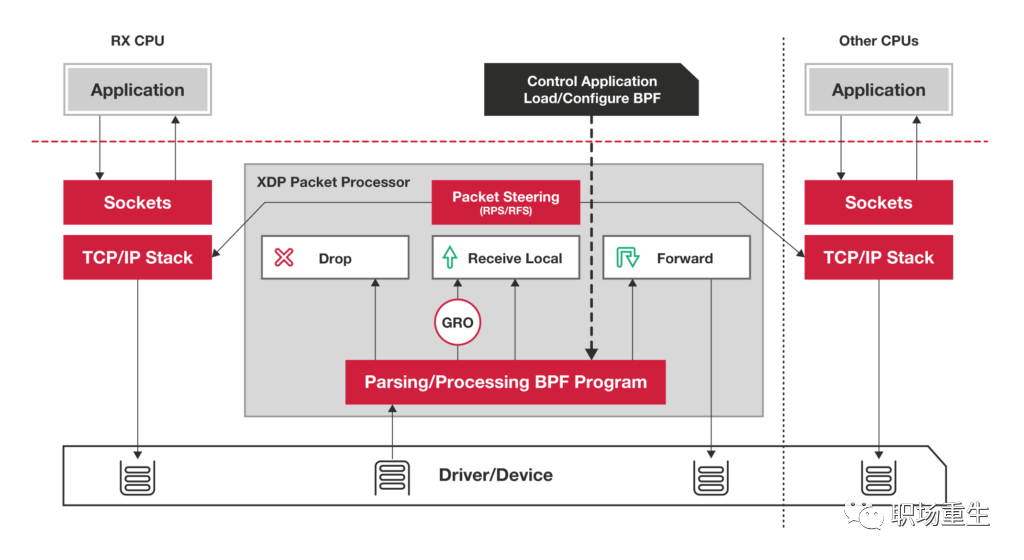 RX CPU
Other CPUs
Application
Control Application
Load/Configure BPF
Application
XDP Packet Processor
Sockets
Packet Steering
(RPS/RFS)
Sockets
TCP/IP Stack
Drop
Receive Local
Forward
TCP/IP Stack
GRO
Parsing/Processing BPF Program
Driver/Device
职场重生